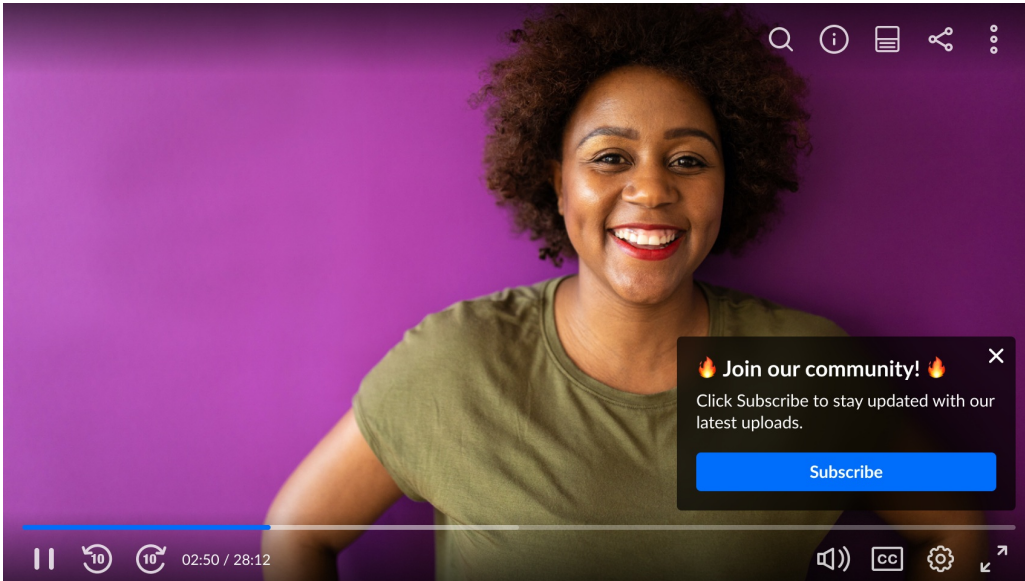 🔥 Join our community! 🔥
Click Subscribe to stay updated with our
latest uploads.
Subscribe
10
10
02:50 / 28:12
CC